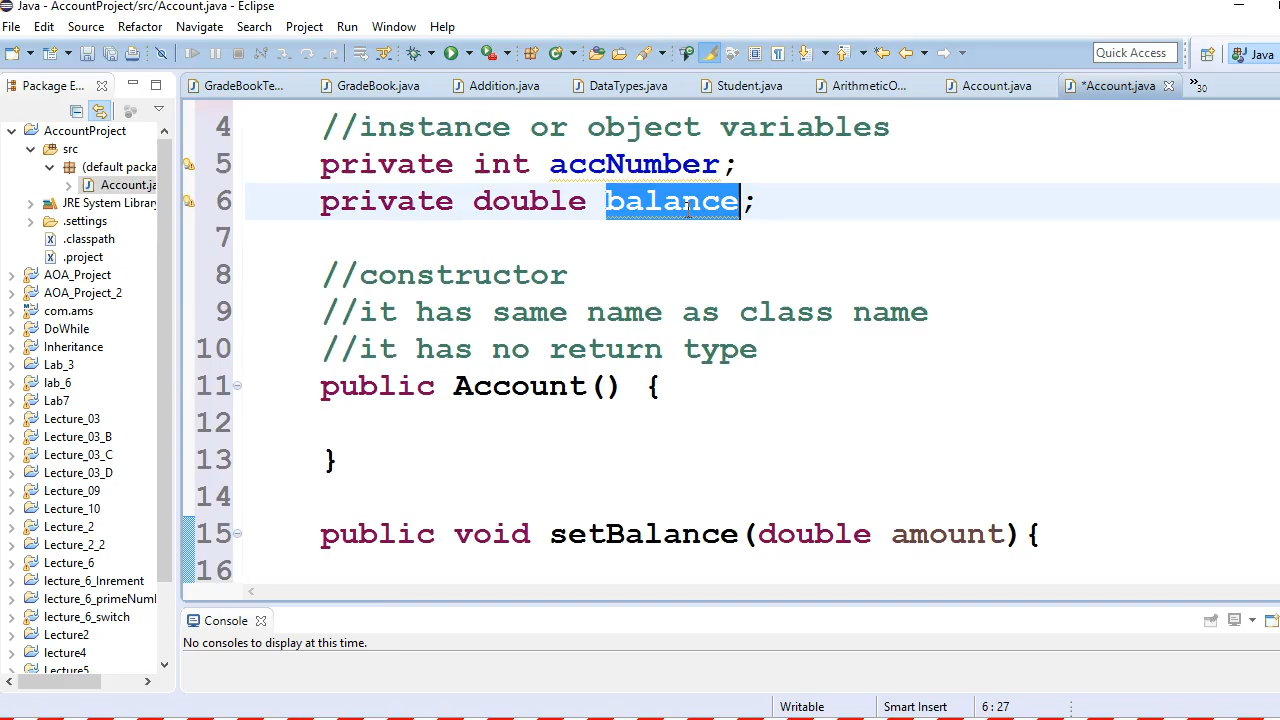 Java - AccountProject/src/Account.java - Eclipse
File Edit Source Refactor Navigate Search Project Run Window Help
Quick Access
Java
Package E...
GradeBookTe...
GradeBook.java
Addition.java
DataTypes.java
Student.java
ArithmeticO...
Account.java
*Account.java
»30
AccountProject
src
(default packa
Account.ja
JRE System Library
.settings
.classpath
.project
AOA_Project
AOA_Project_2
com.ams
DoWhile
Inheritance
Lab_3
lab_6
Lab7
Lecture_03
Lecture_03_B
Lecture_03_C
Lecture_03_D
Lecture_09
Lecture_10
Lecture_2
Lecture_2_2
Lecture_6
lecture_6_Inrement
lecture_6_primeNuml
lecture_6_switch
Lecture2
lecture4
Lecture5
4 //instance or object variables
5 private int accNumber;
6 private double balance;
7
8 //constructor
9 //it has same name as class name
10 //it has no return type
11 public Account() {
12
13 }
14
15 public void setBalance(double amount){
16
Console
No consoles to display at this time.
Writable
Smart Insert
6 : 27